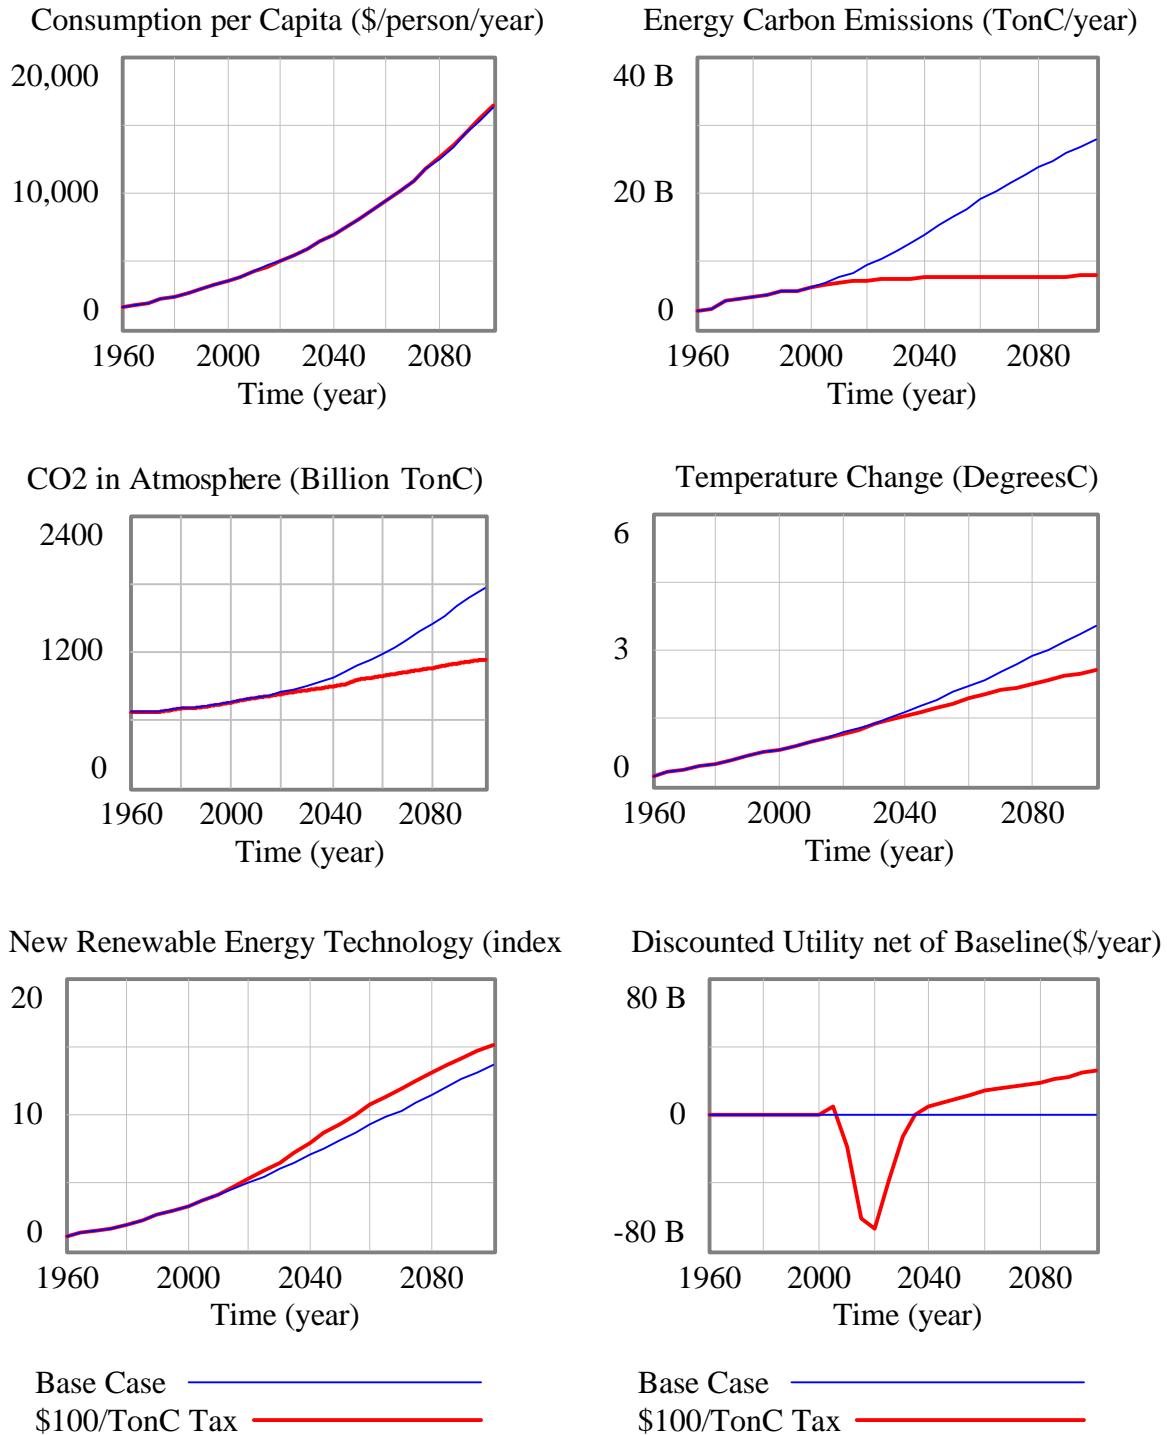 Consumption per Capita ($/person/year)
20,000
10,000
0
1960 2000 2040 2080
Time (year)
Energy Carbon Emissions (TonC/year)
40 B
20 B
0
1960 2000 2040 2080
Time (year)
CO2 in Atmosphere (Billion TonC)
2400
1200
0
1960 2000 2040 2080
Time (year)
Temperature Change (DegreesC)
6
3
0
1960 2000 2040 2080
Time (year)
New Renewable Energy Technology (index
20
10
0
1960 2000 2040 2080
Time (year)
Discounted Utility net of Baseline($/year)
80 B
0
-80 B
1960 2000 2040 2080
Time (year)
Base Case
$100/TonC Tax
Base Case
$100/TonC Tax